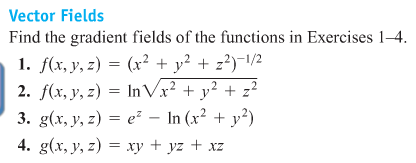 Vector Fields
Find the gradient fields of the functions in Exercises 1–4.
1. f(x, y, z) = (x² + y² + z²)⁻¹/²
2. f(x, y, z) = ln√(x² + y² + z²)
3. g(x, y, z) = eᶻ − ln (x² + y²)
4. g(x, y, z) = xy + yz + xz